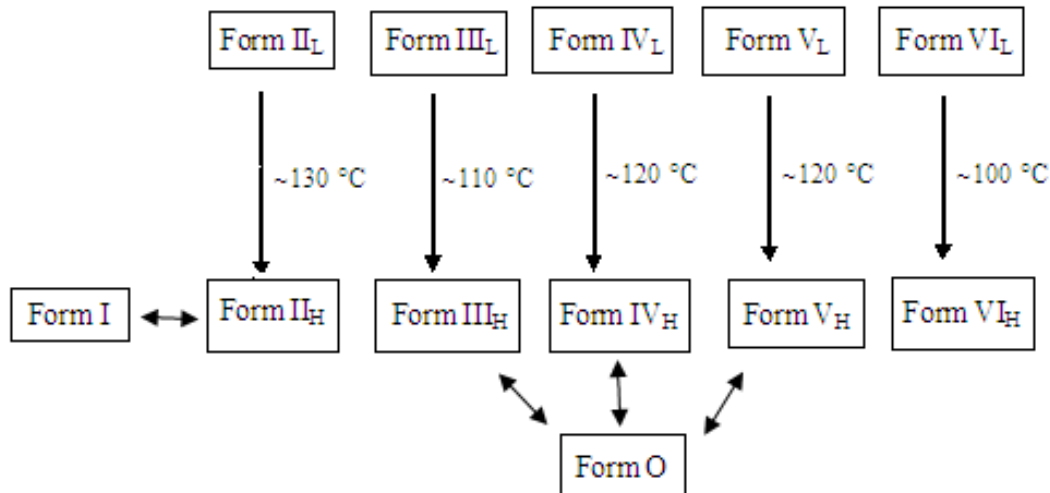 Form II_L
Form III_L
Form IV_L
Form V_L
Form VI_L
~130 °C
~110 °C
~120 °C
~120 °C
~100 °C
Form I
Form II_H
Form III_H
Form IV_H
Form V_H
Form VI_H
Form O